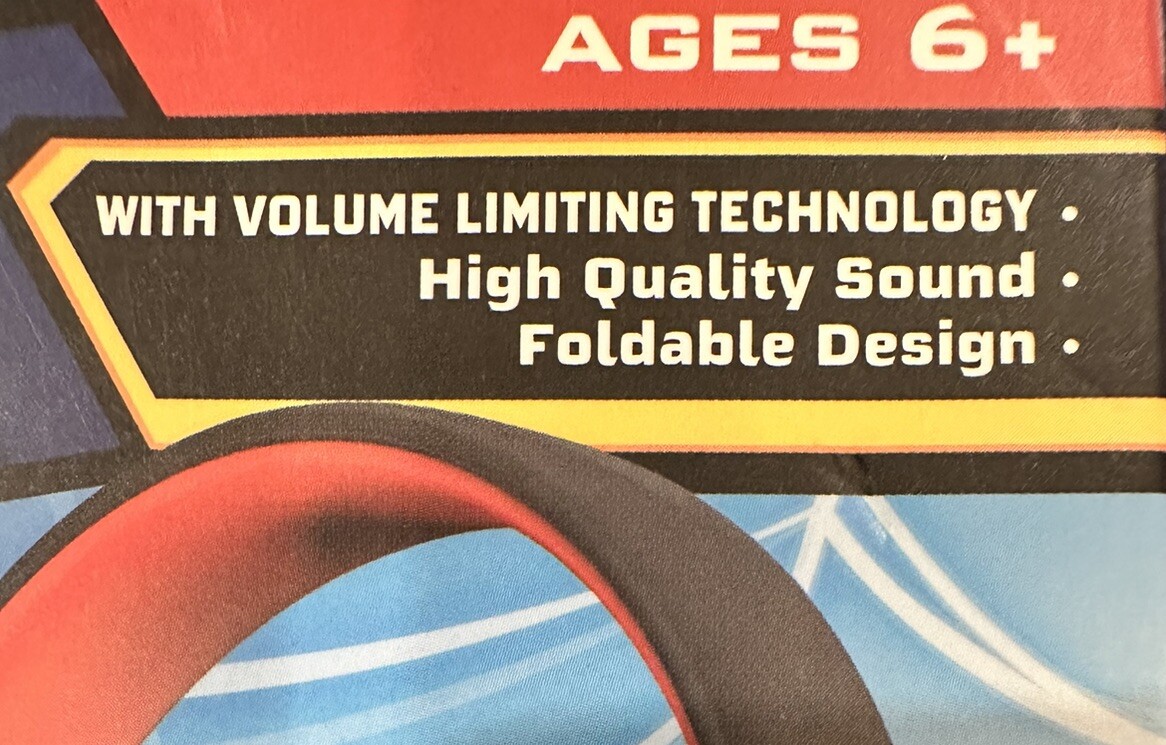 AGES 6+
WITH VOLUME LIMITING TECHNOLOGY •
High Quality Sound •
Foldable Design •